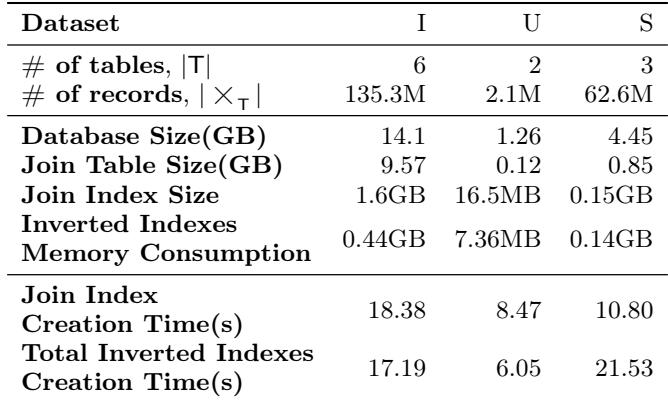 Dataset I U S
# of tables, |T| 6 2 3
# of records, | ×_T | 135.3M 2.1M 62.6M
Database Size(GB) 14.1 1.26 4.45
Join Table Size(GB) 9.57 0.12 0.85
Join Index Size 1.6GB 16.5MB 0.15GB
Inverted Indexes
Memory Consumption 0.44GB 7.36MB 0.14GB
Join Index
Creation Time(s) 18.38 8.47 10.80
Total Inverted Indexes
Creation Time(s) 17.19 6.05 21.53